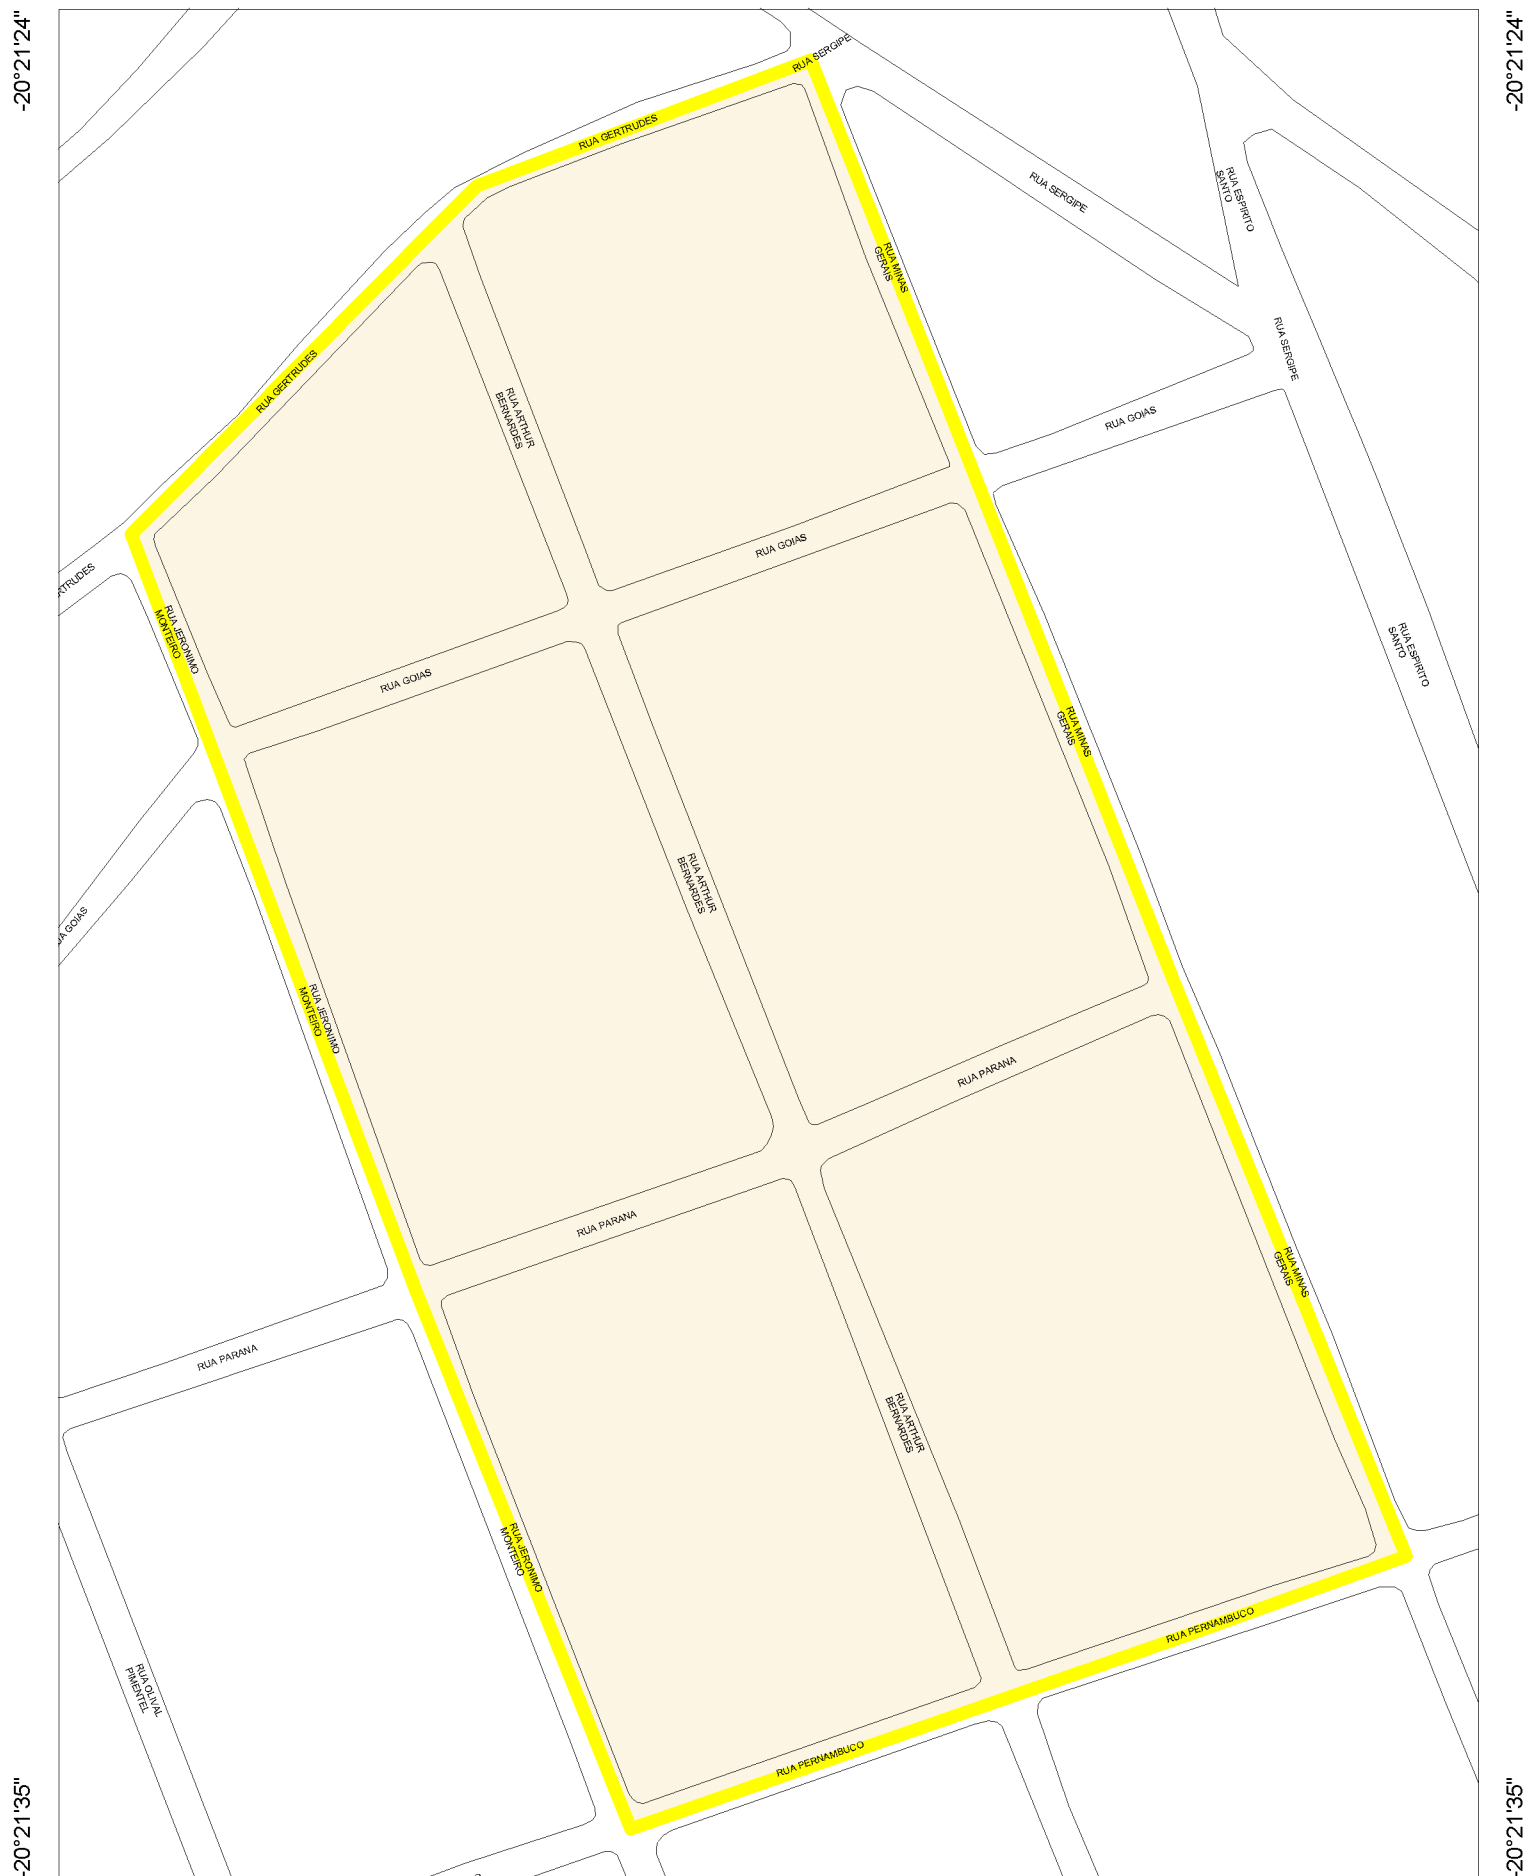 -20°21'24"
-20°21'24"
RUA SERGIPE
RUA GERTRUDES
RUA SERGIPE
RUA ESPIRITO
SANTO
RUA MINAS
GERAIS
RUA SERGIPE
RUA GERTRUDES
RUA ARTHUR
BERNARDES
RUA GOIAS
RUA GOIAS
RTRUDES
RUA JERONIMO
MONTEIRO
RUA ESPIRITO
SANTO
RUA GOIAS
RUA MINAS
GERAIS
RUA ARTHUR
BERNARDES
UA GOIAS
RUA JERONIMO
MONTEIRO
RUA PARANA
RUA PARANA
RUA MINAS
GERAIS
RUA PARANA
RUA ARTHUR
BERNARDES
RUA JERONIMO
MONTEIRO
RUA PERNAMBUCO
RUA OLIVAL
PIMENTEL
RUA PERNAMBUCO
-20°21'35"
-20°21'35"